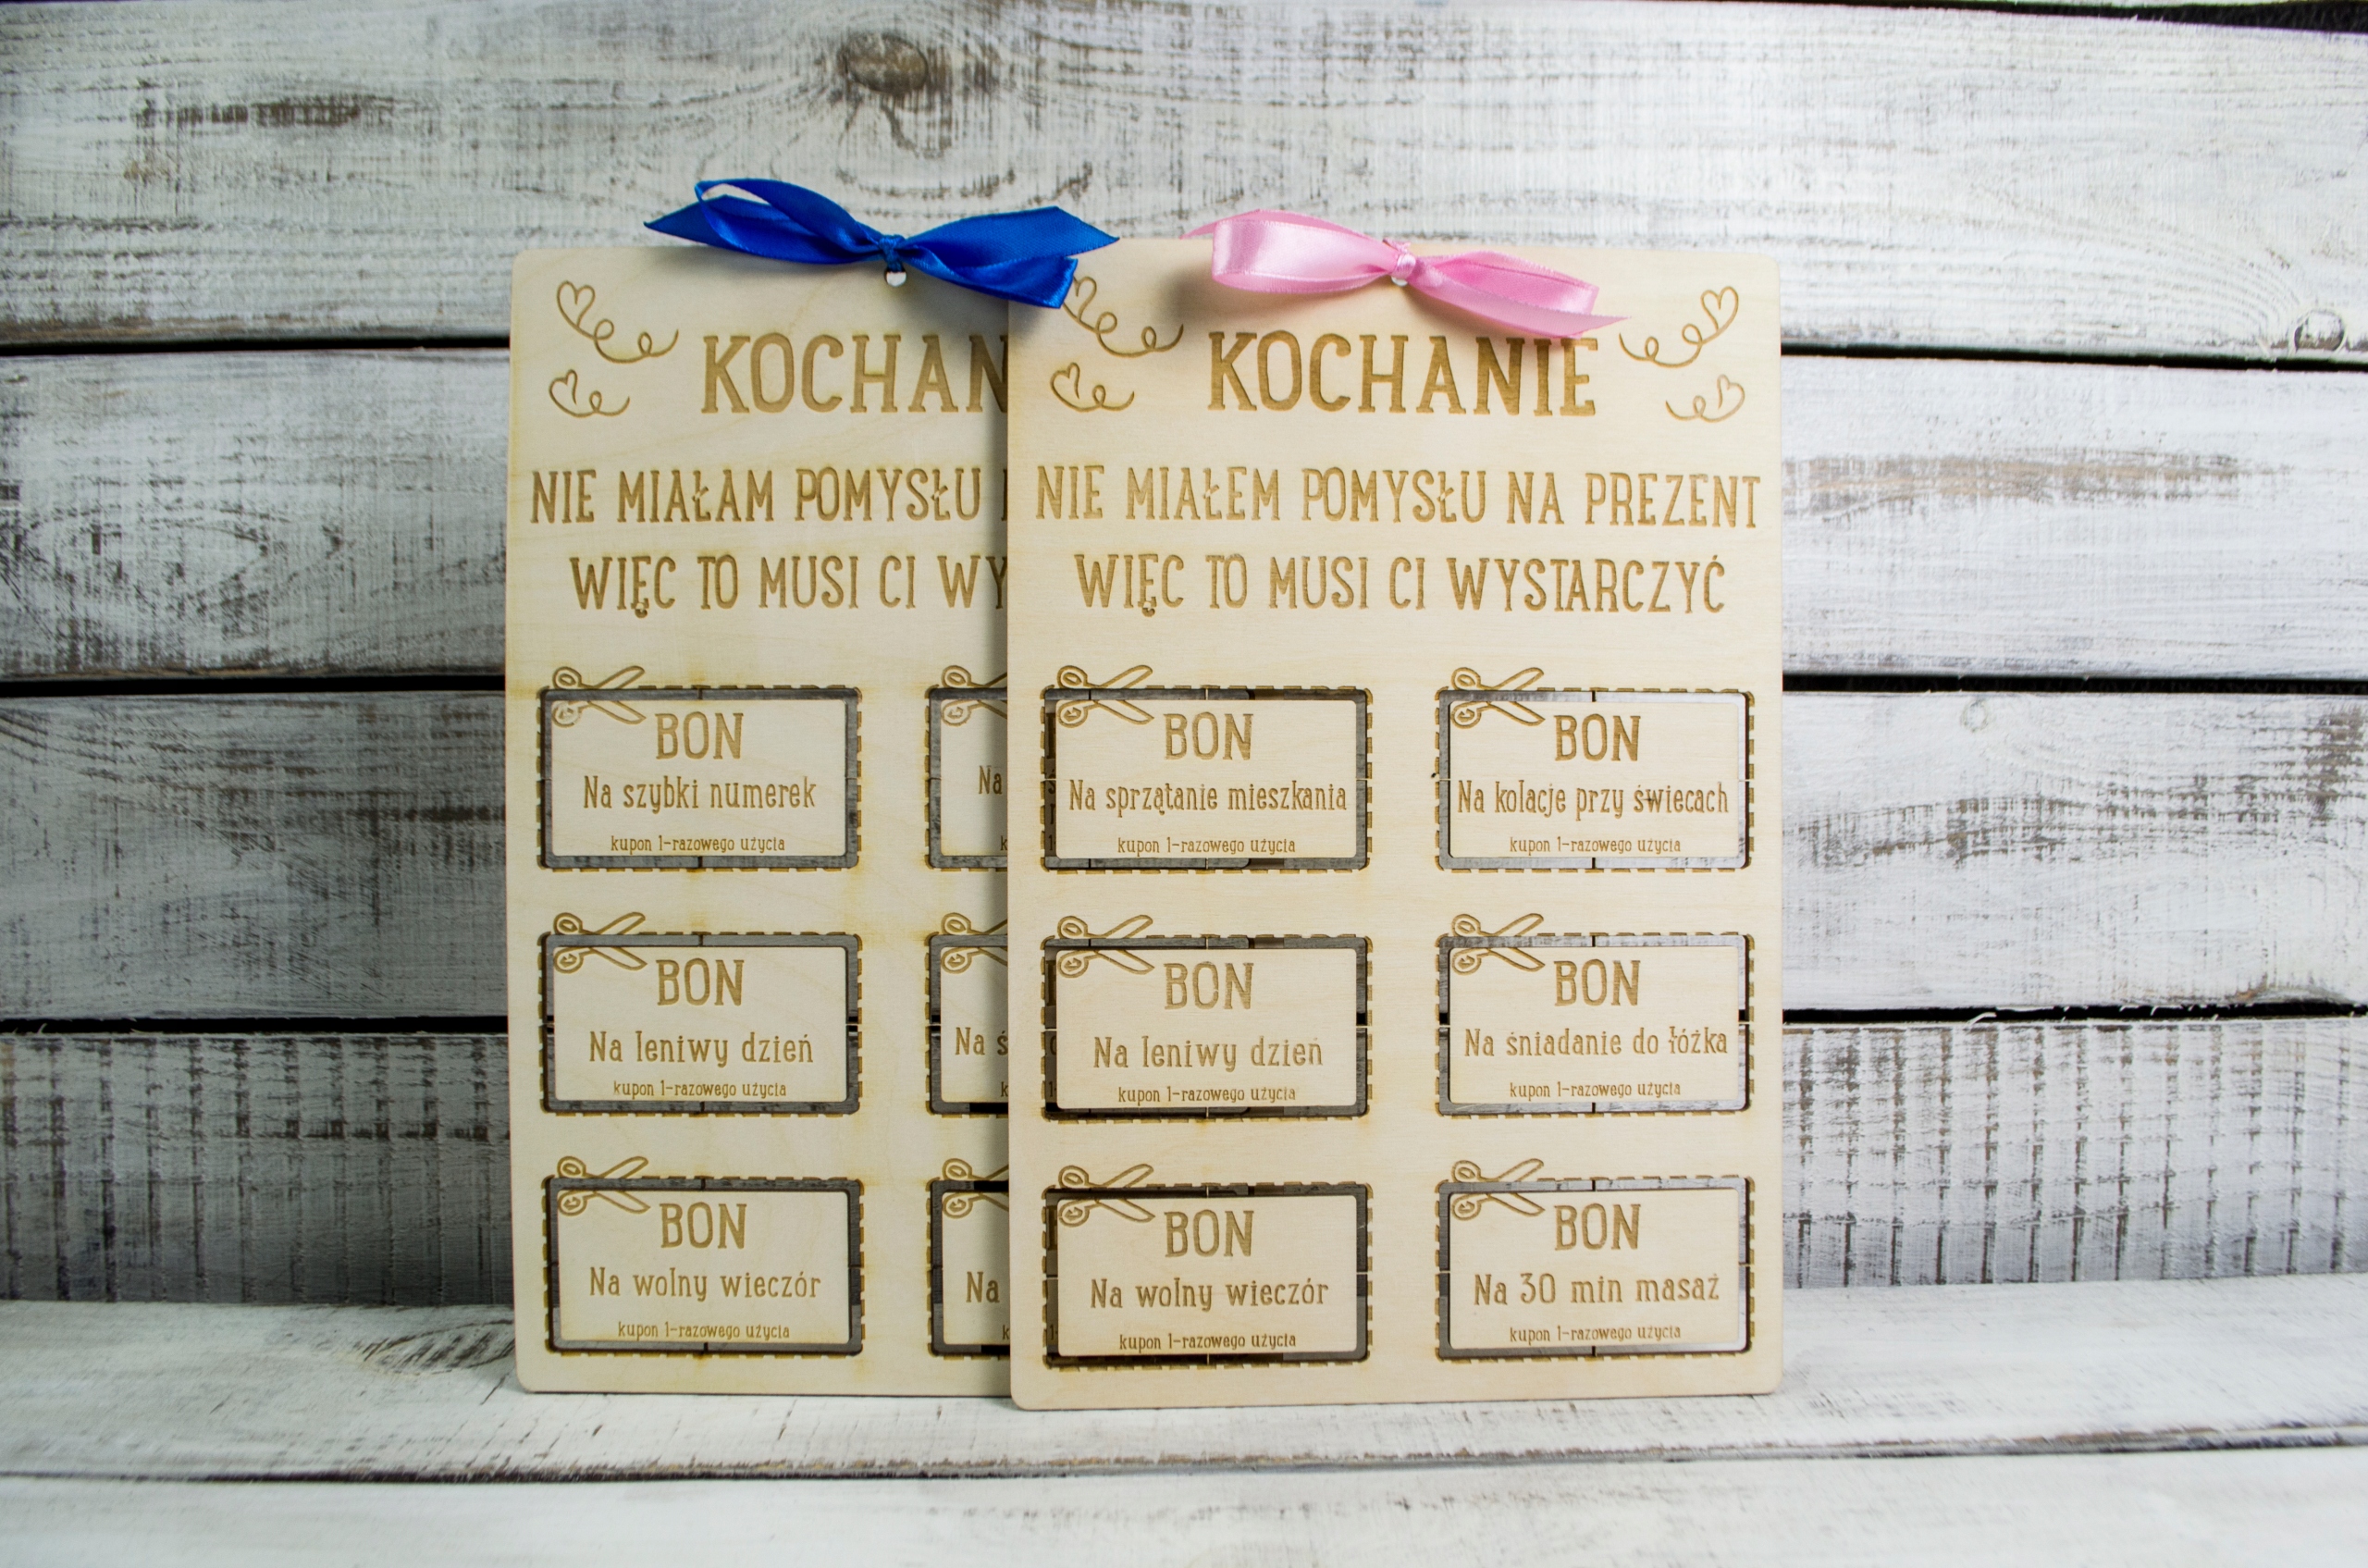 KOCHAN
NIE MIAŁAM POMYSŁU
WIĘC TO MUSI CI WY
BON
Na szybki numerek
kupon 1-razowego użycia
Na
BON
Na leniwy dzień
kupon 1-razowego użycia
Na ś
BON
Na wolny wieczór
kupon 1-razowego użycia
Na
KOCHANIE
NIE MIAŁEM POMYSŁU NA PREZENT
WIĘC TO MUSI CI WYSTARCZYĆ
BON
Na sprzątanie mieszkania
kupon 1-razowego użycia
BON
Na kolacje przy świecach
kupon 1-razowego użycia
BON
Na leniwy dzień
kupon 1-razowego użycia
BON
Na śniadanie do łóżka
kupon 1-razowego użycia
BON
Na wolny wieczór
kupon 1-razowego użycia
BON
Na 30 min masaż
kupon 1-razowego użycia